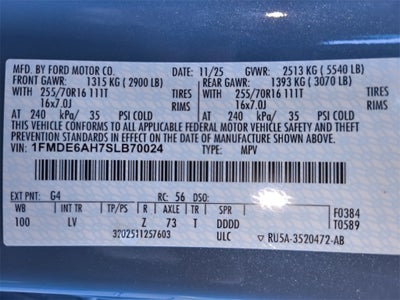 MFD. BY FORD MOTOR CO. 11/25 GVWR: 2513 KG ( 5540 LB)
FRONT GAWR: 1315 KG ( 2900 LB) REAR GAWR: 1393 KG ( 3070 LB)
WITH 255/70R16 111T TIRES WITH 255/70R16 111T TIRES
16x7.0J RIMS 16x7.0J RIMS
AT 240 kPa/ 35 PSI COLD AT 240 kPa/ 35 PSI COLD
THIS VEHICLE CONFORMS TO ALL APPLICABLE FEDERAL MOTOR VEHICLE SAFETY AND THEFT
PREVENTION STANDARDS IN EFFECT ON THE DATE OF MANUFACTURE SHOWN ABOVE.
VIN: 1FMDE6AH7SLB70024 TYPE: MPV
EXT PNT: G4 RC: 56 DSO:
WB INT TR TP/PS R AXLE TR SPR F0384
100 LV Z 73 T DDDD T0589
3202511257603 ULC RU5A-3520472-AB